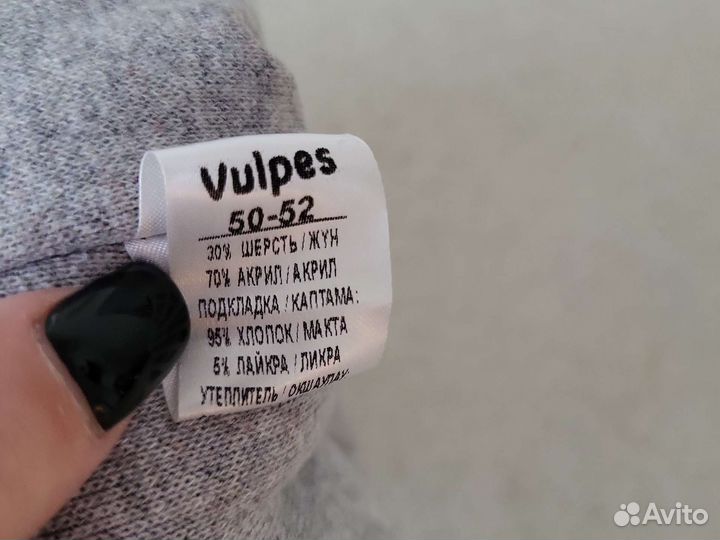 Vulpes
50-52
30% ШЕРСТЬ / ЖҮН
70% АКРИЛ / АКРИЛ
ПОДКЛАДКА / КАПТАМА:
95% ХЛОПОК / МАКТА
5% ЛАЙКРА / ЛИКРА
УТЕПЛИТЕЛЬ /
Avito